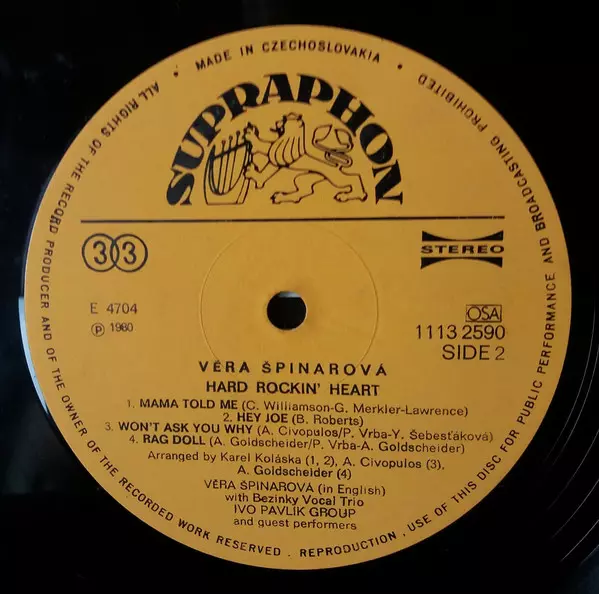 ALL RIGHTS OF THE RECORD PRODUCER AND OF THE OWNER OF THE RECORDED WORK RESERVED . REPRODUCTION . USE OF THIS DISC FOR PUBLIC PERFORMANCE AND BROADCASTING PROHIBITED
• MADE IN CZECHOSLOVAKIA •
SUPRAPHON
33
STEREO
E 4704
OSA
℗ 1980
1113 2590
SIDE 2
VĚRA ŠPINAROVÁ
HARD ROCKIN' HEART
1. MAMA TOLD ME (C. Williamson-G. Merkler-Lawrence)
2. HEY JOE (B. Roberts)
3. WON'T ASK YOU WHY (A. Civopulos/P. Vrba-Y. Šebesťáková)
4. RAG DOLL (A. Goldscheider/P. Vrba-A. Goldscheider)
Arranged by Karel Koláska (1, 2), A. Civopulos (3),
A. Goldscheider (4)
VĚRA ŠPINAROVÁ (in English)
with Bezinky Vocal Trio
IVO PAVLÍK GROUP
and guest performers